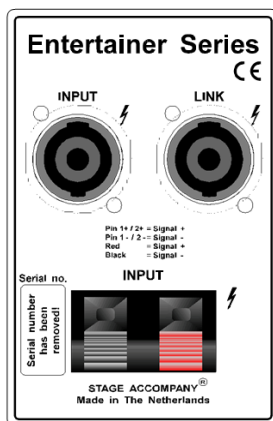 Entertainer Series
CE
INPUT
LINK
Pin 1+ / 2+ = Signal +
Pin 1 - / 2 - = Signal -
Red = Signal +
Black = Signal -
Serial no.
INPUT
Serial number
has been
removed!
STAGE ACCOMPANY®
Made in The Netherlands